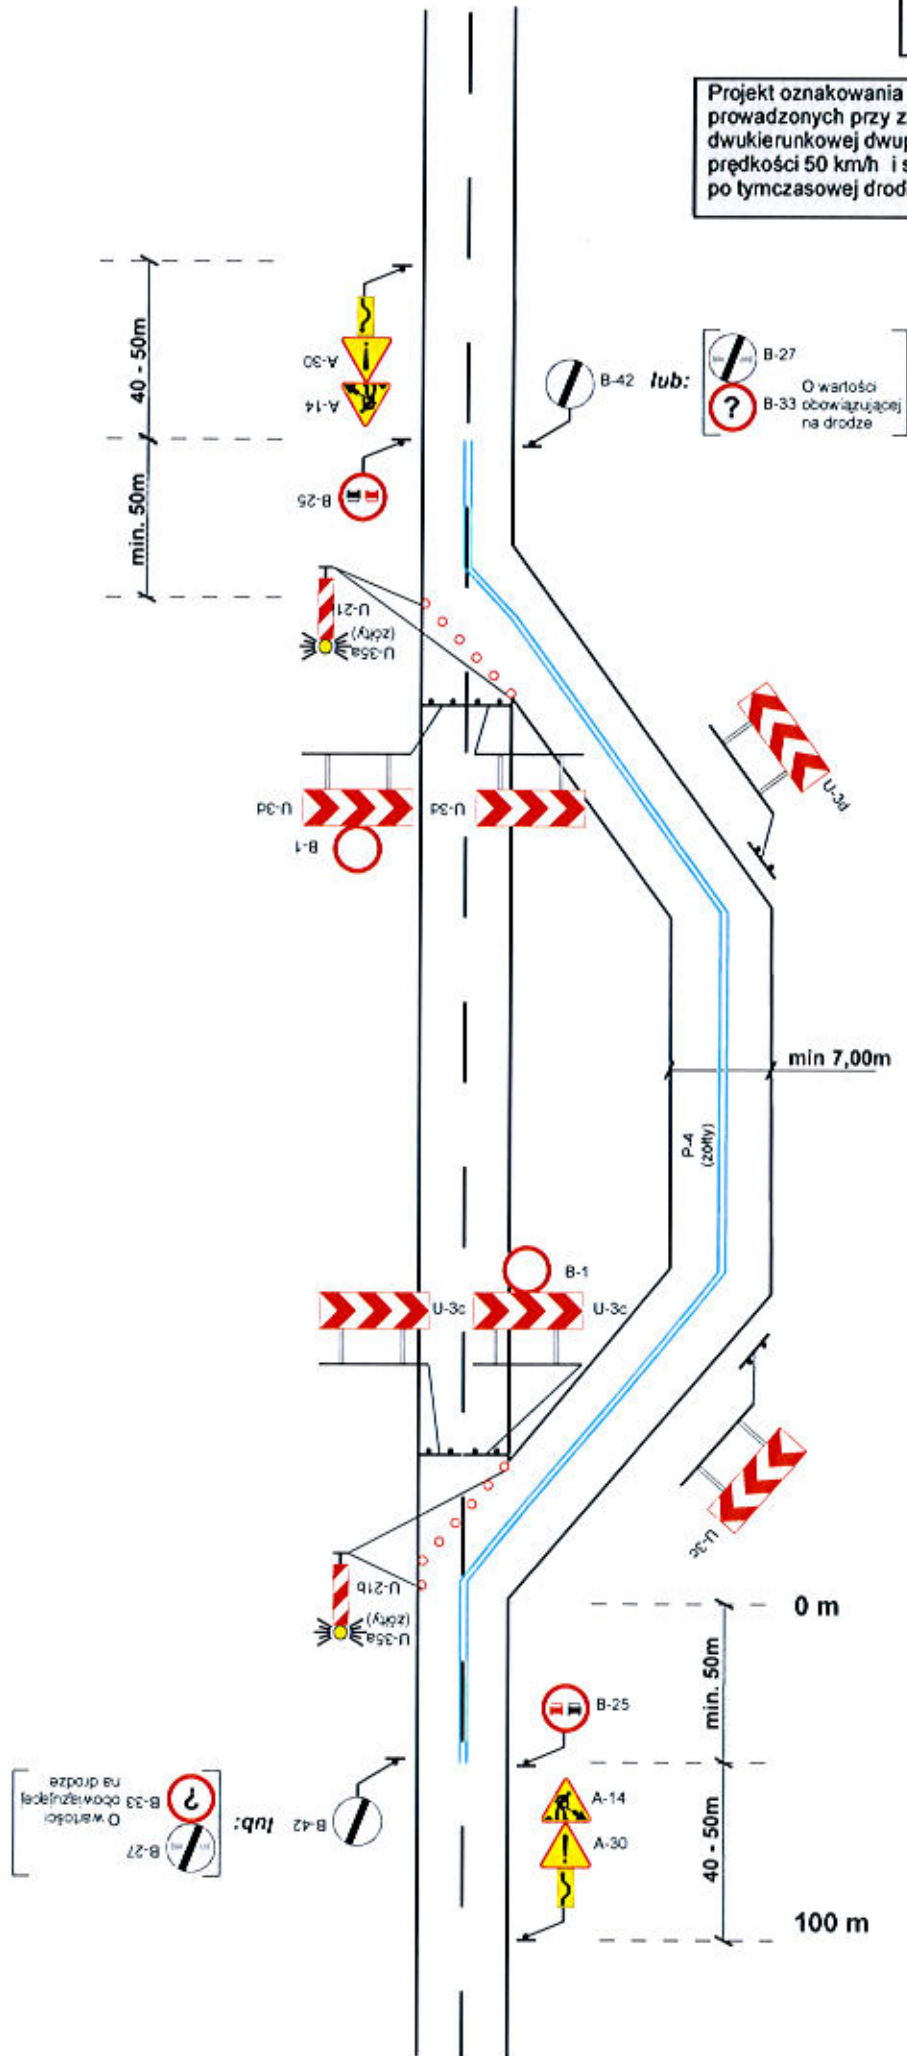 Projekt oznakowania
prowadzonych przy z
dwukierunkowej dwup
prędkości 50 km/h i s
po tymczasowej drod
40 - 50m
A-30
A-14
B-42 lub:
B-27
?
B-33
O wartości
obowiązującej
na drodze
min. 50m
B-25
U-21
(żółty)
U-35a
U-3d
U-3d
U-3d
B-1
min 7,00m
P-4
(żółty)
B-1
U-3c
U-3c
U-3c
U-21b
(żółty)
U-35a
0 m
min. 50m
B-25
A-14
A-30
40 - 50m
100 m
B-42
lub:
B-27
?
O wartości
B-33 obowiązującej
na drodze